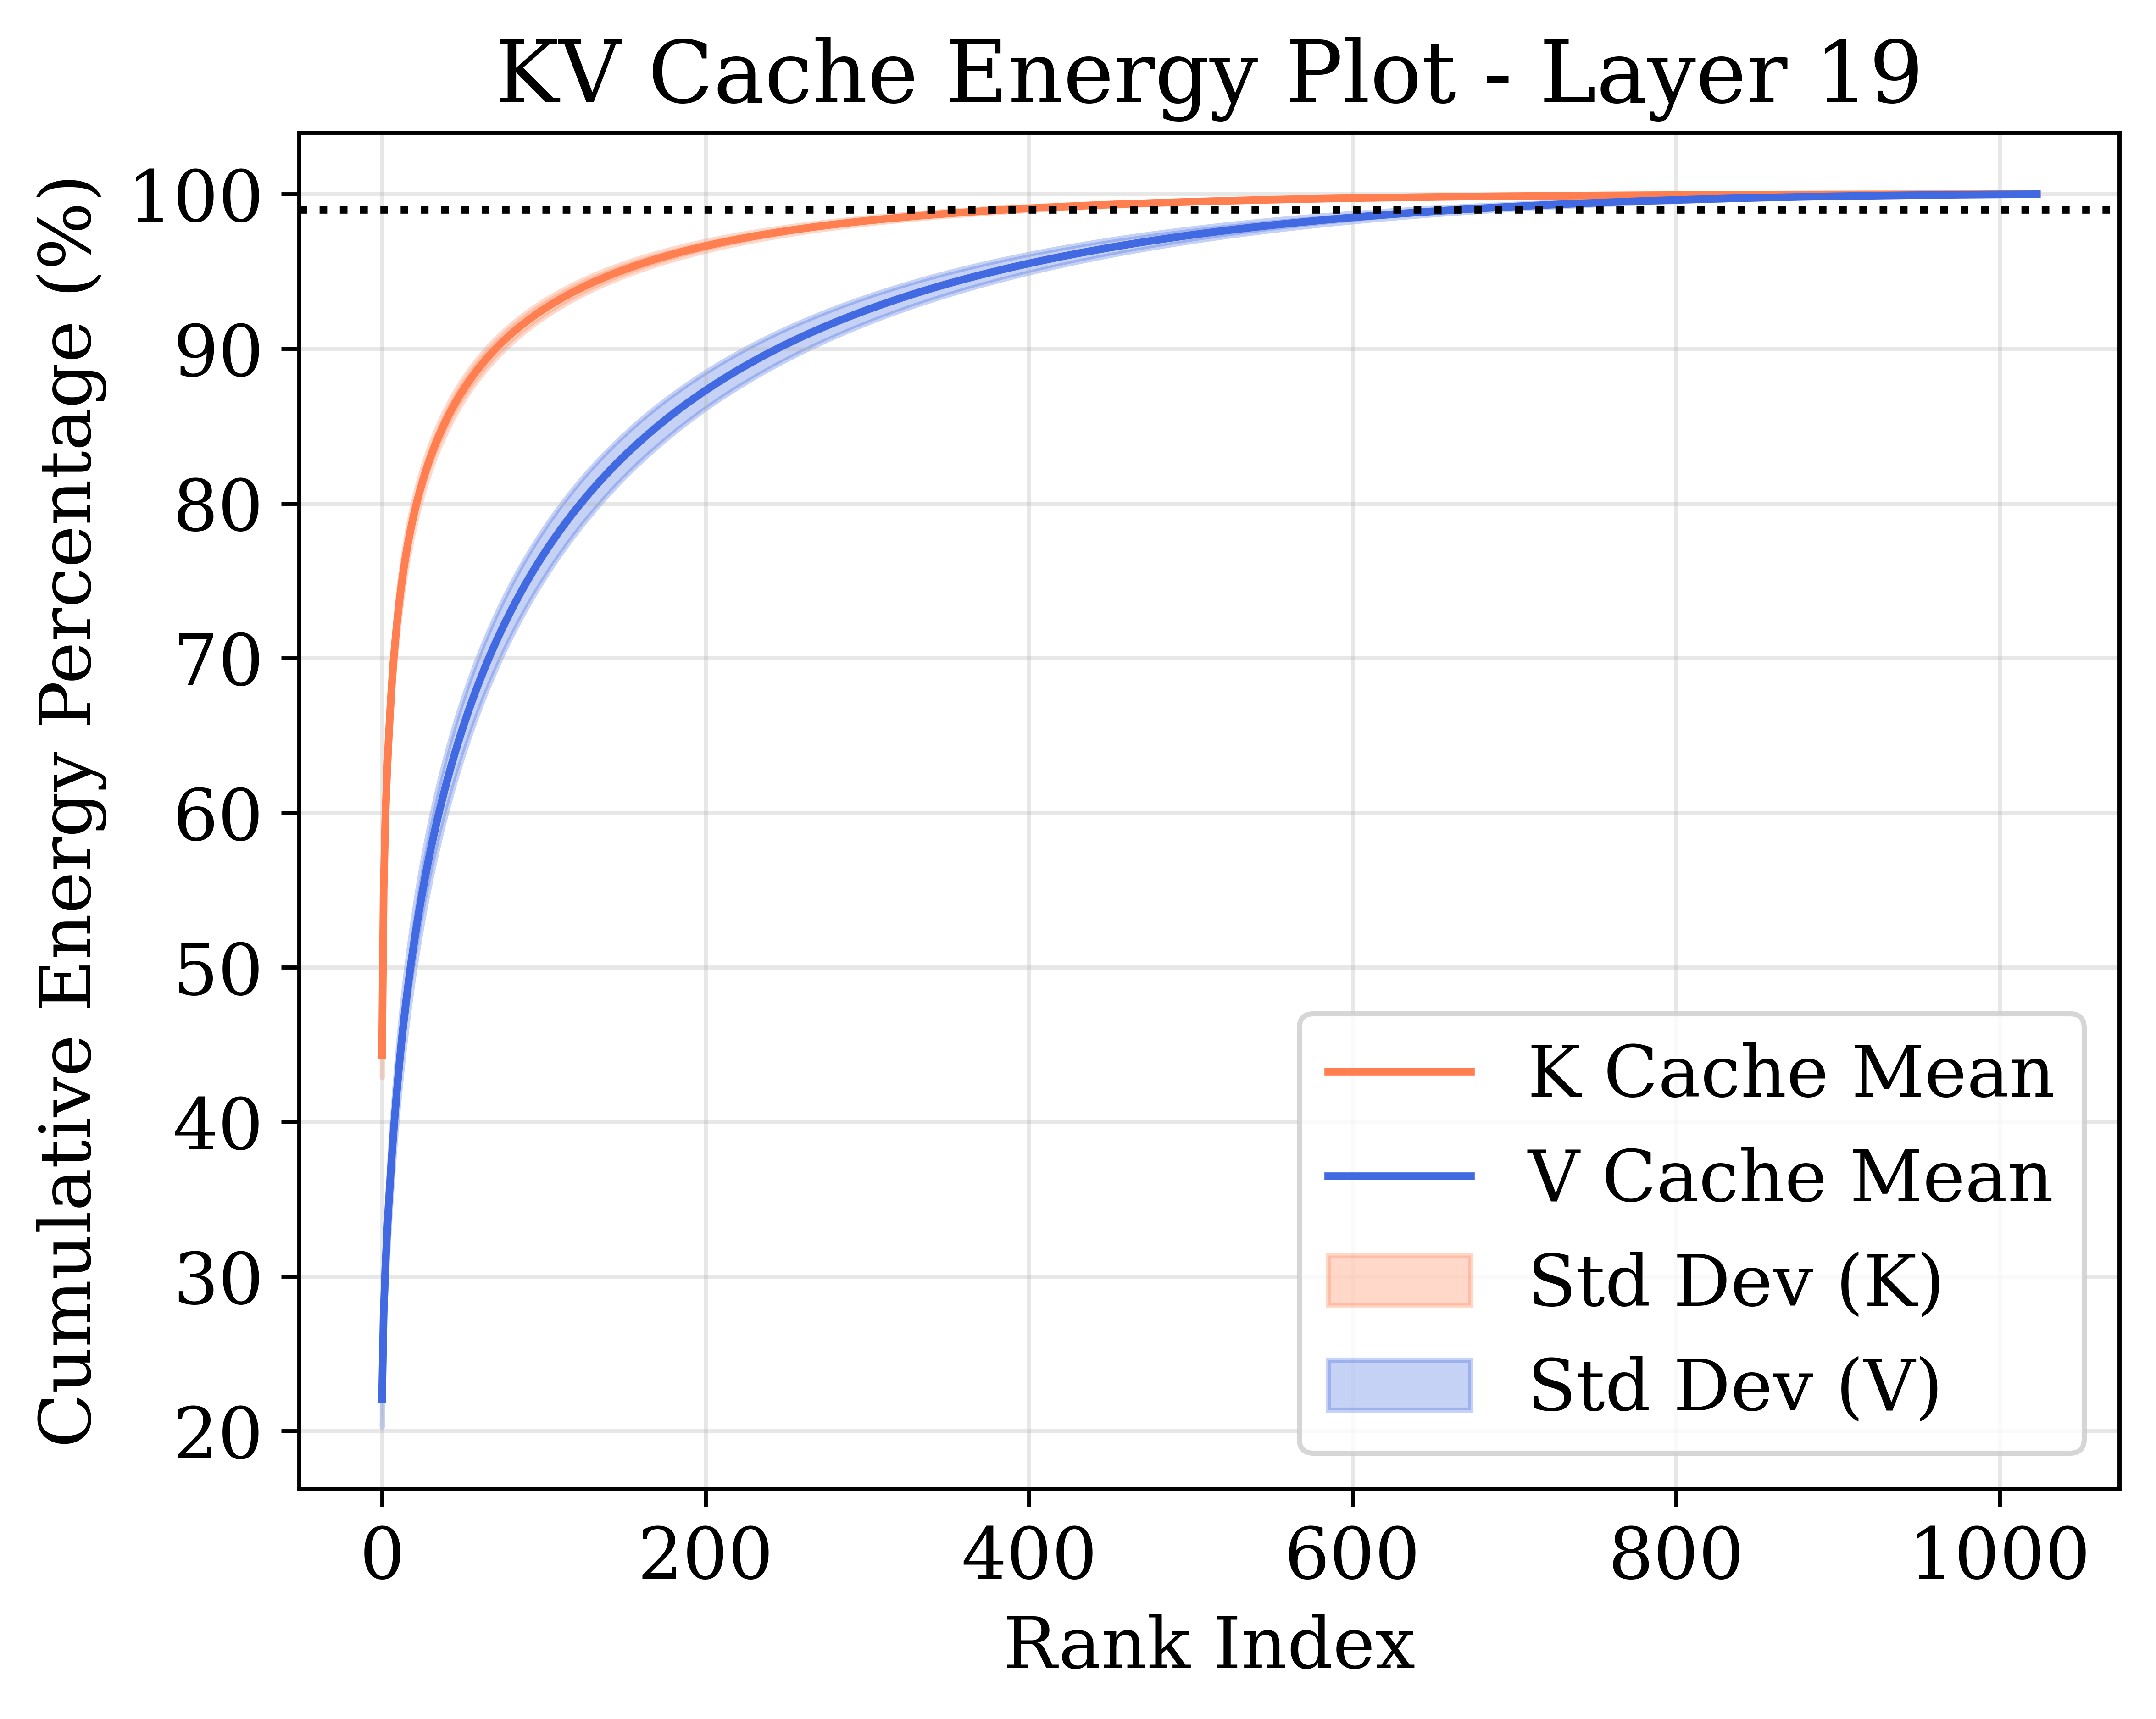 KV Cache Energy Plot - Layer 19
Cumulative Energy Percentage (%)
100
90
80
70
60
50
40
30
20
K Cache Mean
V Cache Mean
Std Dev (K)
Std Dev (V)
0 200 400 600 800 1000
Rank Index